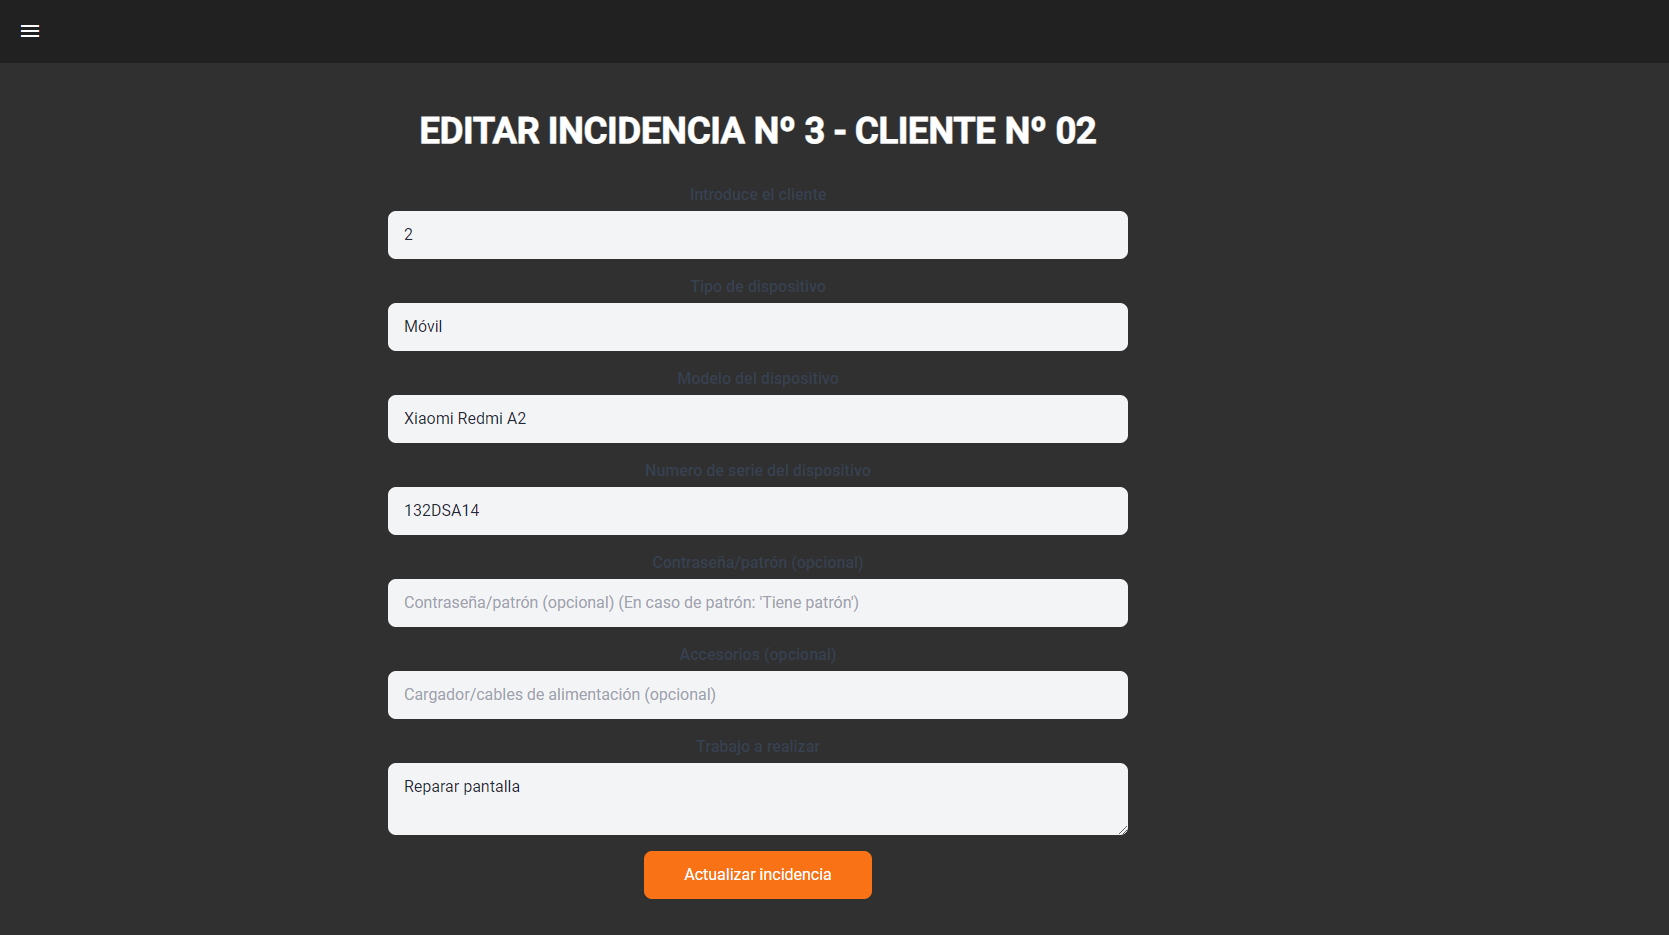 EDITAR INCIDENCIA Nº 3 - CLIENTE Nº 02
Introduce el cliente
2
Tipo de dispositivo
Móvil
Modelo del dispositivo
Xiaomi Redmi A2
Numero de serie del dispositivo
132DSA14
Contraseña/patrón (opcional)
Contraseña/patrón (opcional) (En caso de patrón: 'Tiene patrón')
Accesorios (opcional)
Cargador/cables de alimentación (opcional)
Trabajo a realizar
Reparar pantalla
Actualizar incidencia